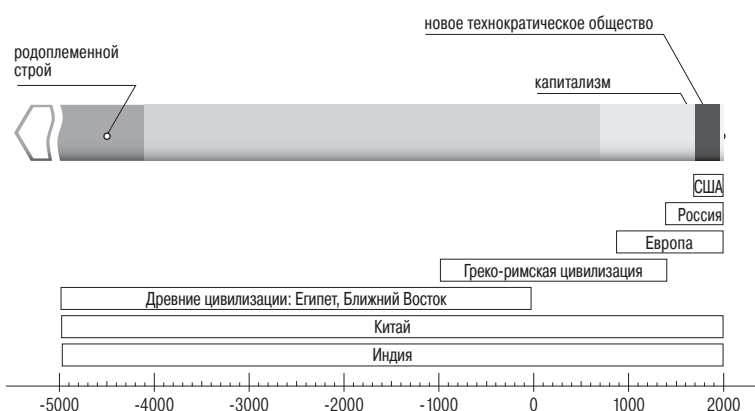 новое технократическое общество
родоплеменной
строй
капитализм
США
Россия
Европа
Греко-римская цивилизация
Древние цивилизации: Египет, Ближний Восток
Китай
Индия
-5000 -4000 -3000 -2000 -1000 0 1000 2000